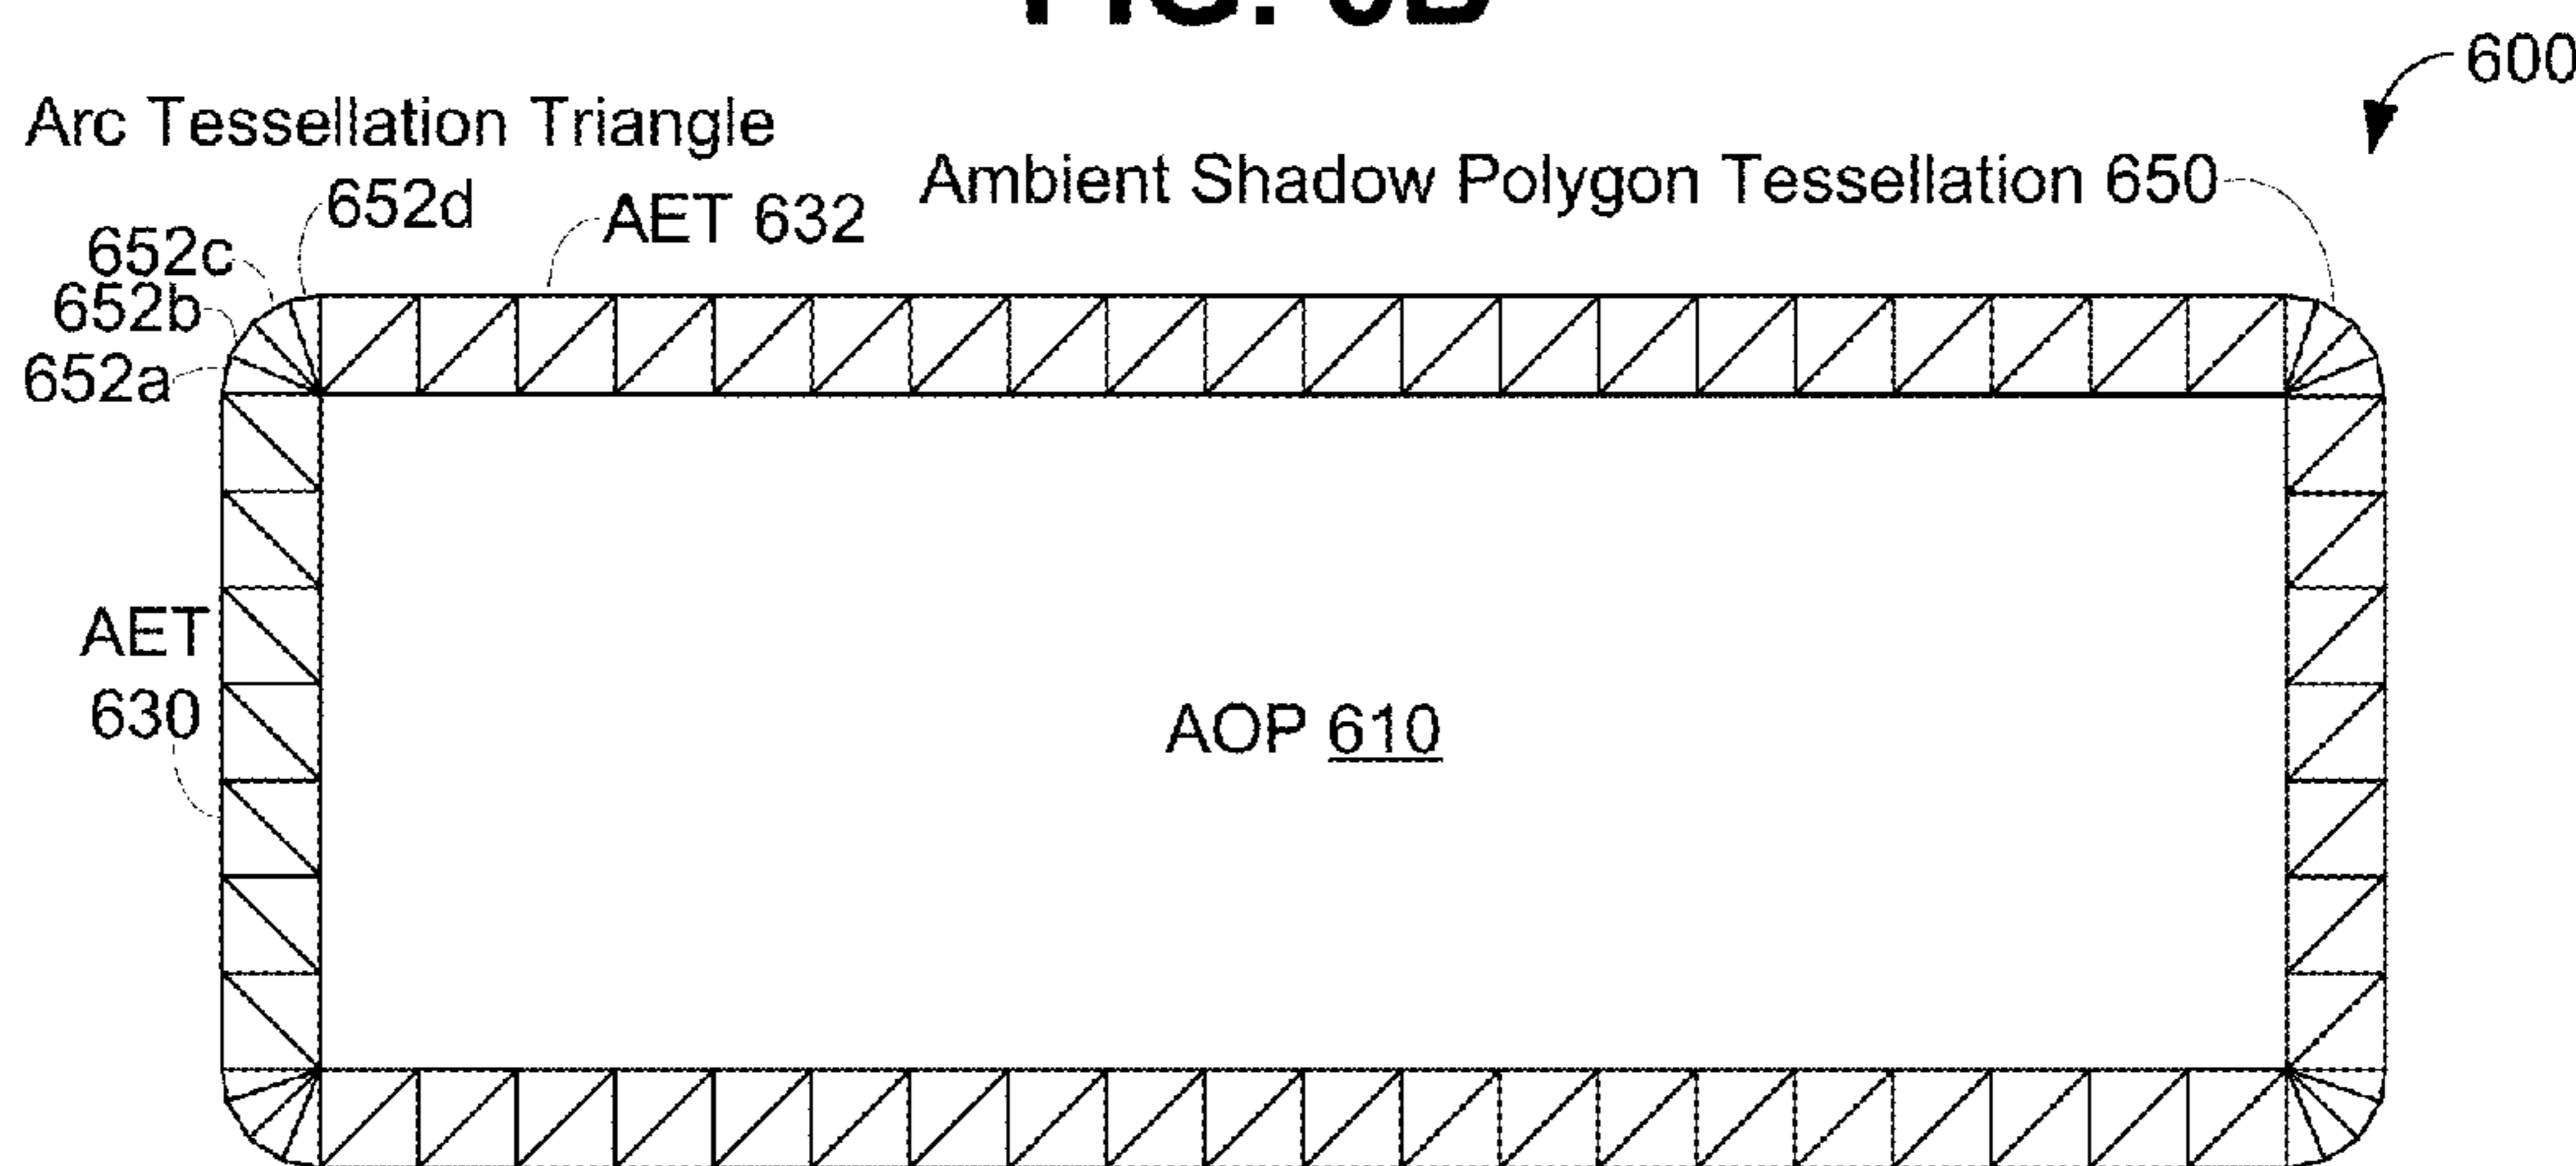 FIG.
600
Arc Tessellation Triangle
652d
AET 632
Ambient Shadow Polygon Tessellation 650
652c
652b
652a
AET
630
AOP 610